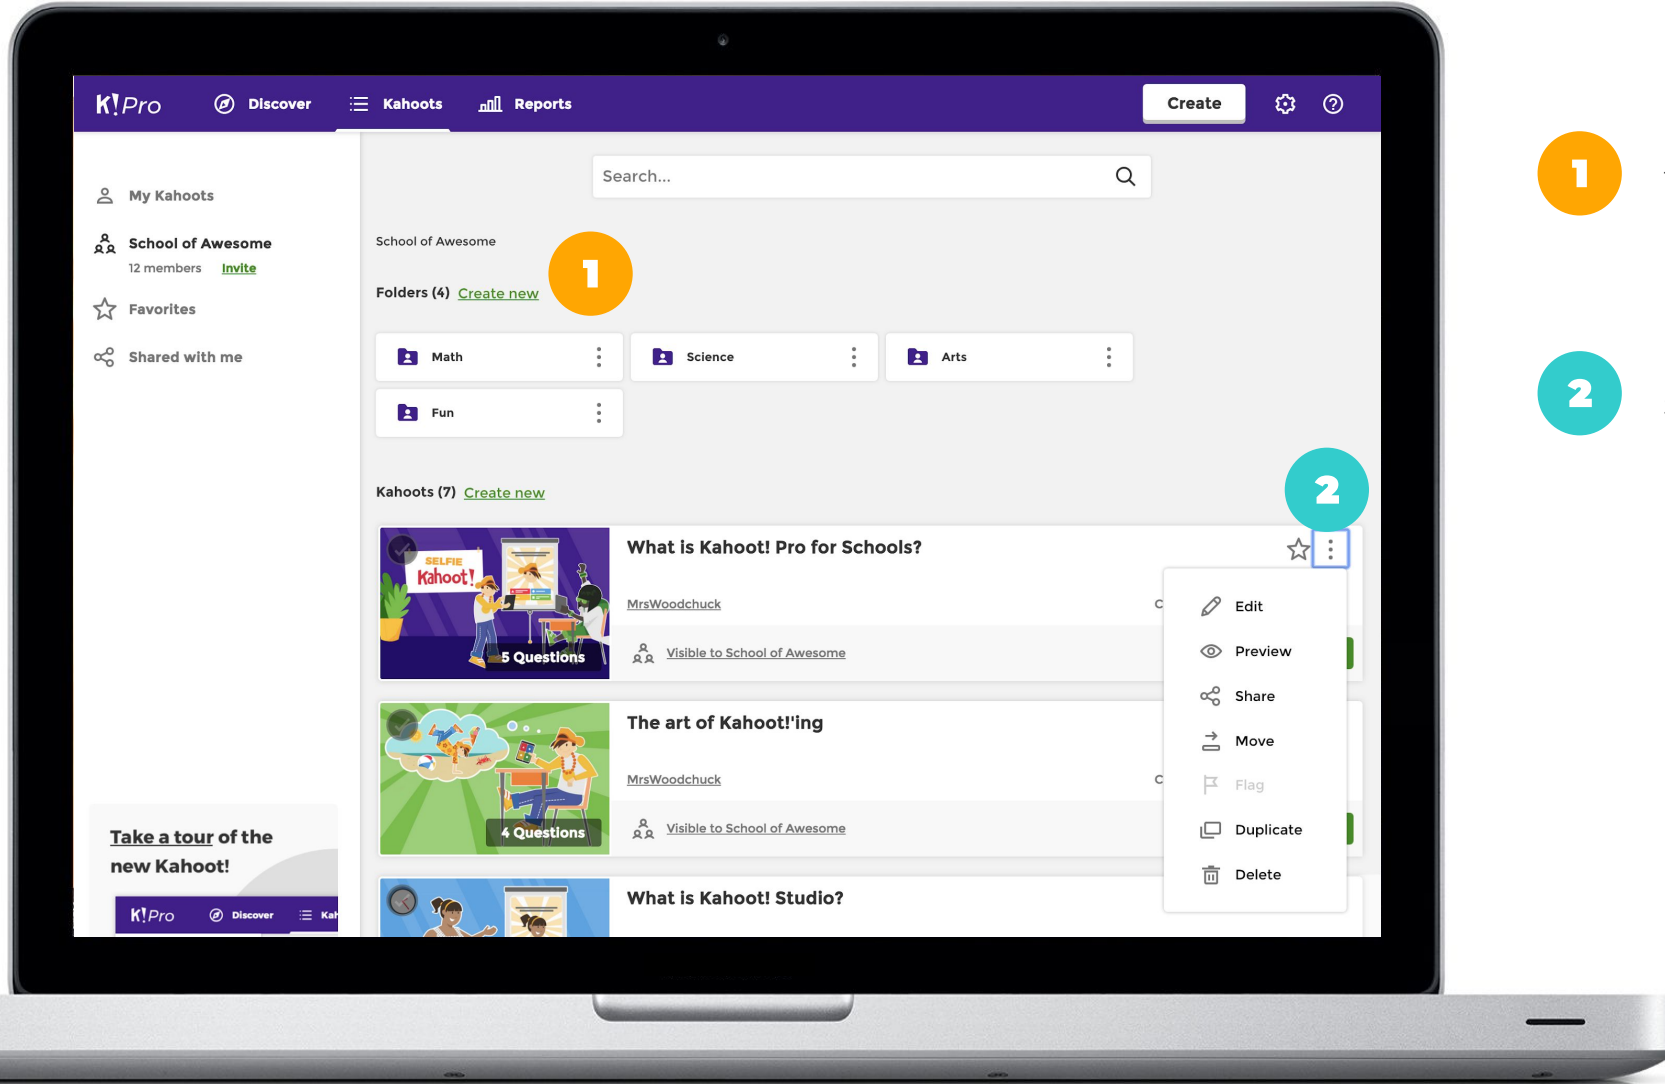 K!Pro Discover Kahoots Reports Create
Search...
My Kahoots
School of Awesome
12 members Invite
Favorites
Shared with me
School of Awesome
1
Folders (4) Create new
Math Science Arts
Fun
Kahoots (7) Create new
2
SELFIE
Kahoot!
5 Questions
What is Kahoot! Pro for Schools?
MrsWoodchuck
C
Visible to School of Awesome
Edit
Preview
Share
Move
Flag
Duplicate
Delete
4 Questions
The art of Kahoot!'ing
MrsWoodchuck
C
Visible to School of Awesome
What is Kahoot! Studio?
Take a tour of the
new Kahoot!
K!Pro Discover Kah
1
2